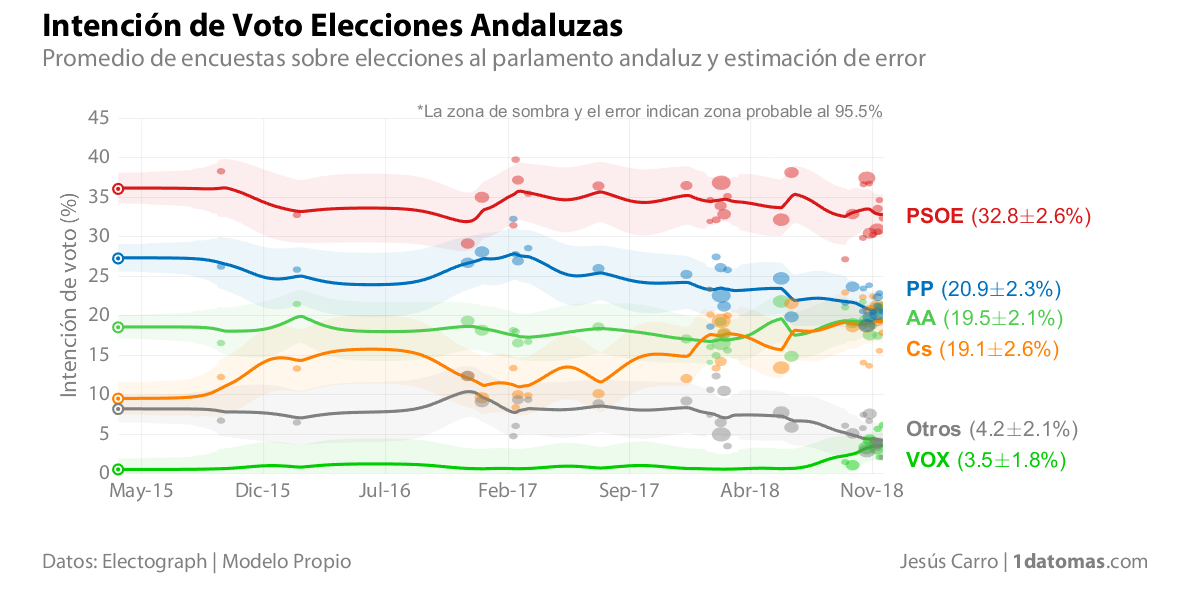 Intención de Voto Elecciones Andaluzas
Promedio de encuestas sobre elecciones al parlamento andaluz y estimación de error
*La zona de sombra y el error indican zona probable al 95.5%
Intención de voto (%)
45
40
35
30
25
20
15
10
5
0
May-15 Dic-15 Jul-16 Feb-17 Sep-17 Abr-18 Nov-18
PSOE (32.8±2.6%)
PP (20.9±2.3%)
AA (19.5±2.1%)
Cs (19.1±2.6%)
Otros (4.2±2.1%)
VOX (3.5±1.8%)
Datos: Electograph | Modelo Propio
Jesús Carro | 1datomas.com